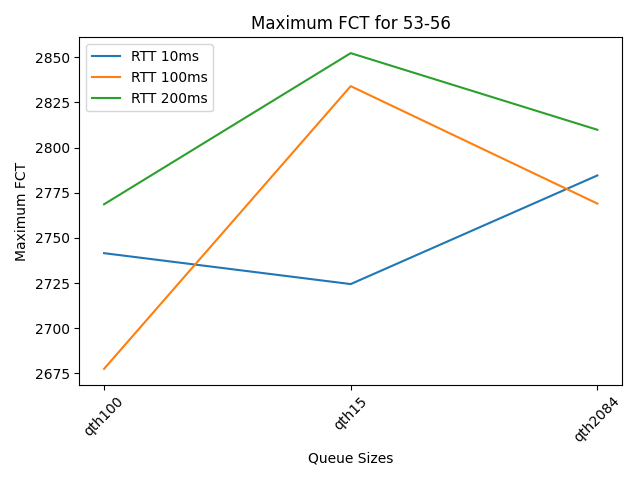 Maximum FCT for 53-56
RTT 10ms
RTT 100ms
RTT 200ms
Maximum FCT
2850
2825
2800
2775
2750
2725
2700
2675
qth100
qth15
qth2084
Queue Sizes